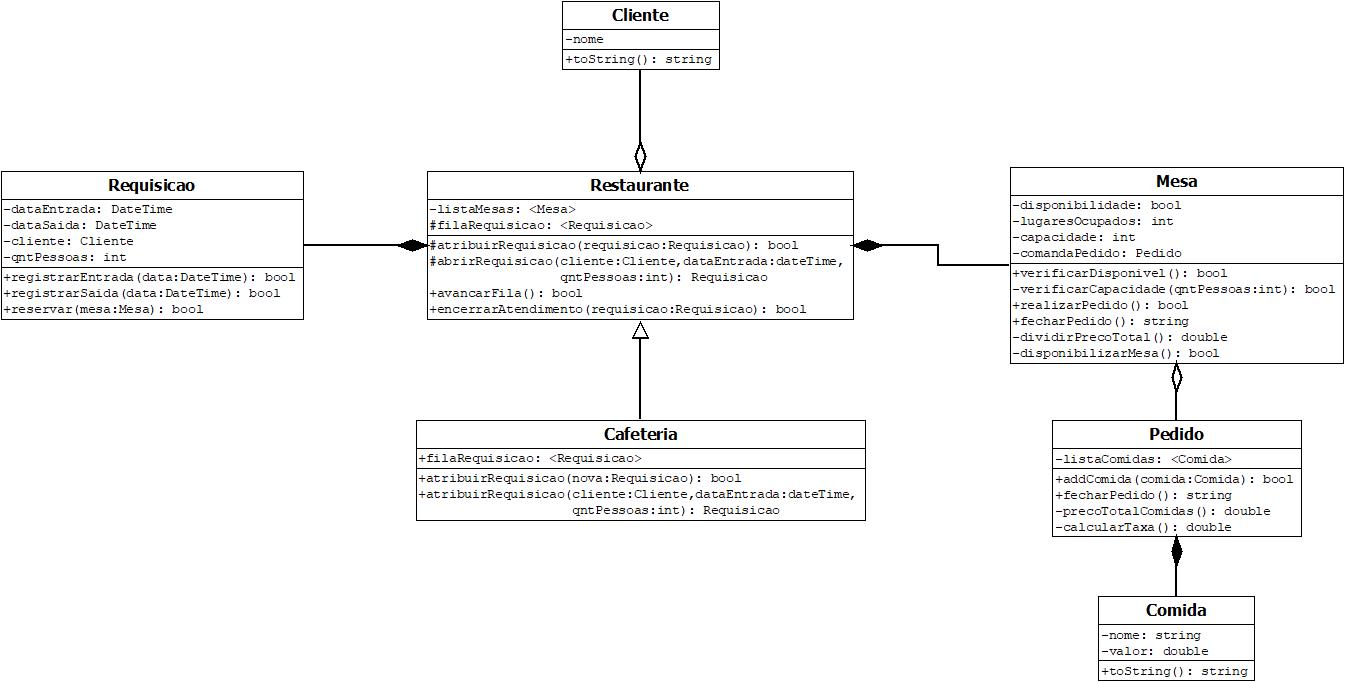 Cliente
-nome
+toString(): string
Requisicao
-dataEntrada: DateTime
-dataSaida: DateTime
-cliente: Cliente
-qntPessoas: int
+registrarEntrada(data:DateTime): bool
+registrarSaida(data:DateTime): bool
+reservar(mesa:Mesa): bool
Restaurante
-listaMesas: <Mesa>
#filaRequisicao: <Requisicao>
#atribuirRequisicao(requisicao:Requisicao): bool
#abrirRequisicao(cliente:Cliente,dataEntrada:dateTime,
qntPessoas:int): Requisicao
+avancarFila(): bool
+encerrarAtendimento(requisicao:Requisicao): bool
Mesa
-disponibilidade: bool
-lugaresOcupados: int
-capacidade: int
-comandaPedido: Pedido
+verificarDisponivel(): bool
-verificarCapacidade(qntPessoas:int): bool
+realizarPedido(): bool
+fecharPedido(): string
-dividirPrecoTotal(): double
-disponibilizarMesa(): bool
Cafeteria
+filaRequisicao: <Requisicao>
+atribuirRequisicao(nova:Requisicao): bool
+atribuirRequisicao(cliente:Cliente,dataEntrada:dateTime,
qntPessoas:int): Requisicao
Pedido
-listaComidas: <Comida>
+addComida(comida:Comida): bool
+fecharPedido(): string
-precoTotalComidas(): double
-calcularTaxa(): double
Comida
-nome: string
-valor: double
+toString(): string